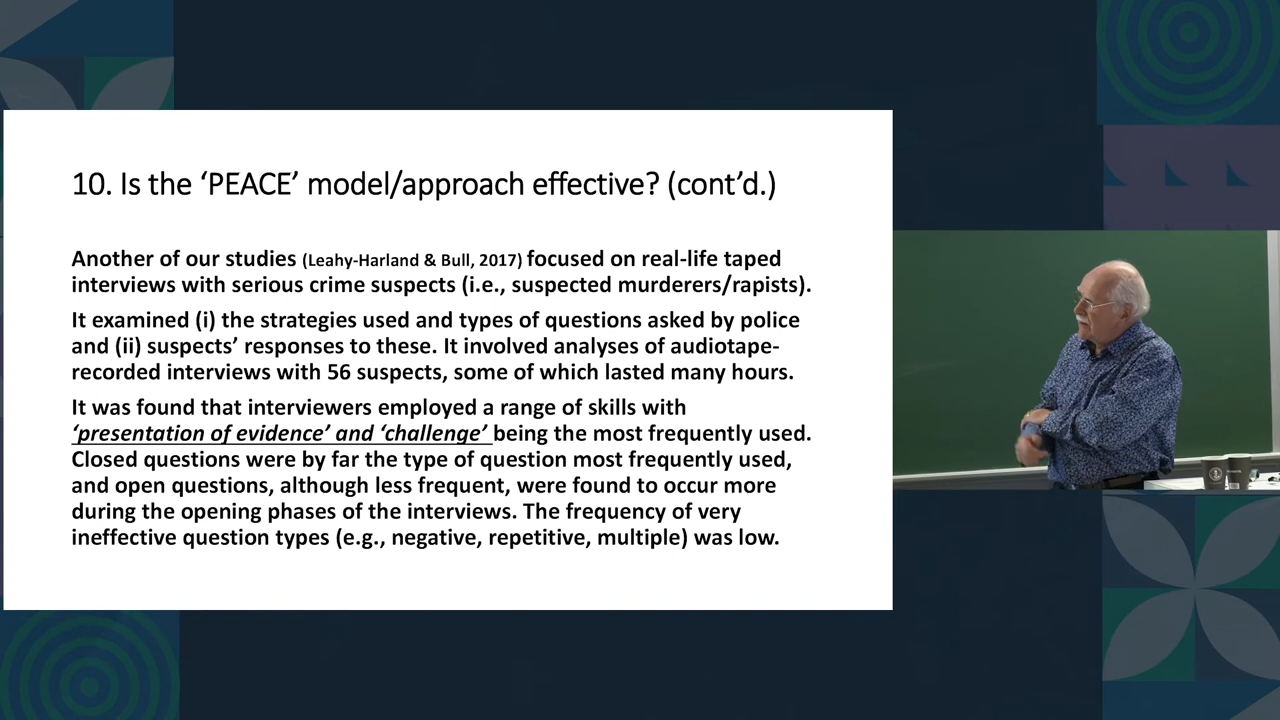 10. Is the ‘PEACE’ model/approach effective? (cont’d.)
Another of our studies (Leahy-Harland & Bull, 2017) focused on real-life taped
interviews with serious crime suspects (i.e., suspected murderers/rapists).
It examined (i) the strategies used and types of questions asked by police
and (ii) suspects’ responses to these. It involved analyses of audiotape-
recorded interviews with 56 suspects, some of which lasted many hours.
It was found that interviewers employed a range of skills with
‘presentation of evidence’ and ‘challenge’ being the most frequently used.
Closed questions were by far the type of question most frequently used,
and open questions, although less frequent, were found to occur more
during the opening phases of the interviews. The frequency of very
ineffective question types (e.g., negative, repetitive, multiple) was low.